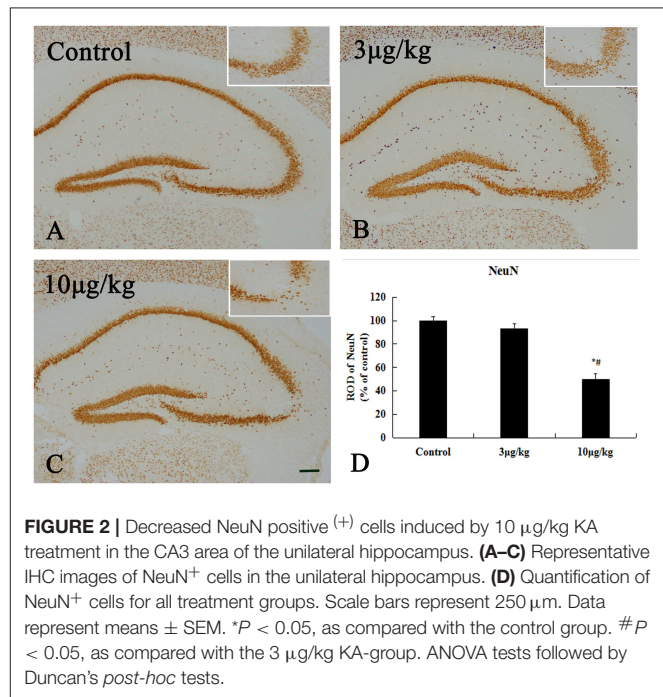 Control
3µg/kg
A
B
10µg/kg
C
NeuN
ROD of NeuN
(% of control)
120
100
80
60
40
20
0
*#
Control
3µg/kg
10µg/kg
D
FIGURE 2 | Decreased NeuN positive (+) cells induced by 10 µg/kg KA
treatment in the CA3 area of the unilateral hippocampus. (A–C) Representative
IHC images of NeuN+ cells in the unilateral hippocampus. (D) Quantification of
NeuN+ cells for all treatment groups. Scale bars represent 250 µm. Data
represent means ± SEM. *P < 0.05, as compared with the control group. #P
< 0.05, as compared with the 3 µg/kg KA-group. ANOVA tests followed by
Duncan's post-hoc tests.